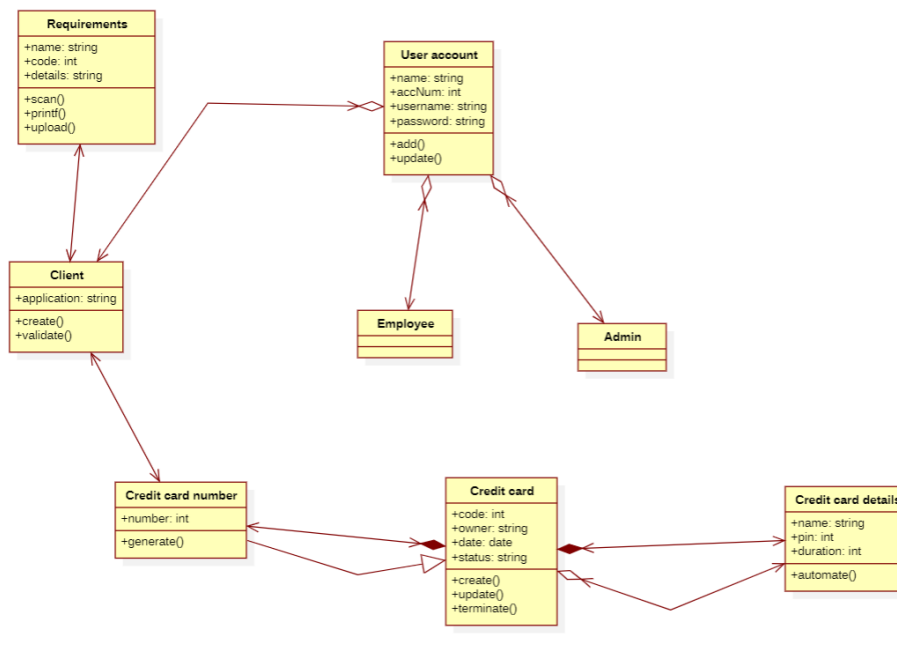 Requirements
+name: string
+code: int
+details: string
+scan()
+printf()
+upload()
User account
+name: string
+accNum: int
+username: string
+password: string
+add()
+update()
Client
+application: string
+create()
+validate()
Employee
Admin
Credit card number
+number: int
+generate()
Credit card
+code: int
+owner: string
+date: date
+status: string
+create()
+update()
+terminate()
Credit card details
+name: string
+pin: int
+duration: int
+automate()